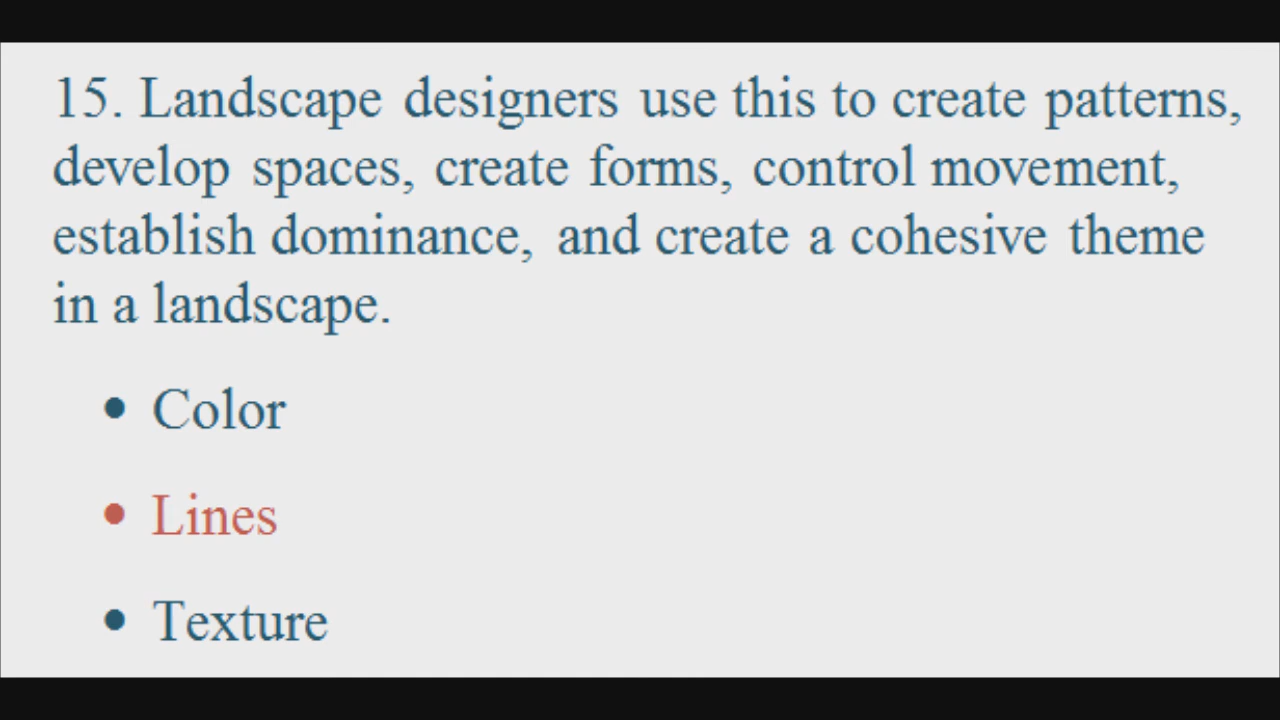 15. Landscape designers use this to create patterns,
develop spaces, create forms, control movement,
establish dominance, and create a cohesive theme
in a landscape.
• Color
• Lines
• Texture